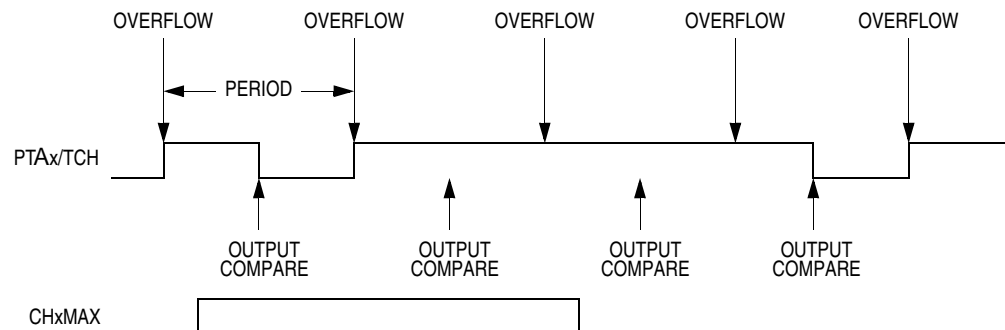 OVERFLOW OVERFLOW OVERFLOW OVERFLOW OVERFLOW
PERIOD
PTAx/TCH
OUTPUT OUTPUT OUTPUT OUTPUT
COMPARE COMPARE COMPARE COMPARE
CHxMAX